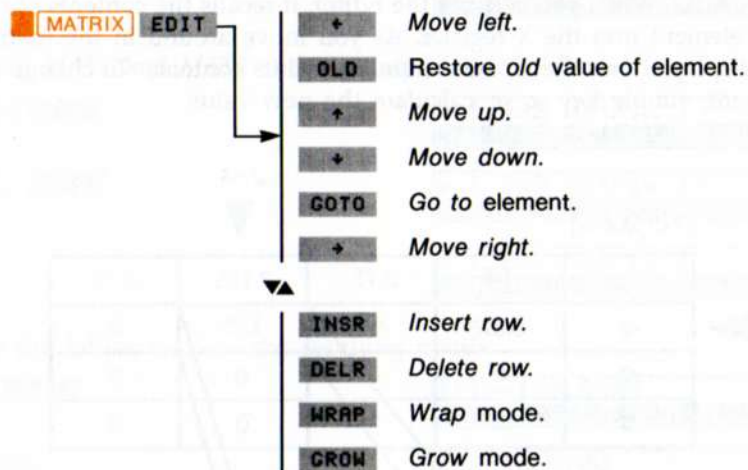 MATRIX EDIT
← Move left.
OLD Restore old value of element.
↑ Move up.
↓ Move down.
GOTO Go to element.
→ Move right.
▼▲
INSR Insert row.
DELR Delete row.
WRAP Wrap mode.
GROW Grow mode.